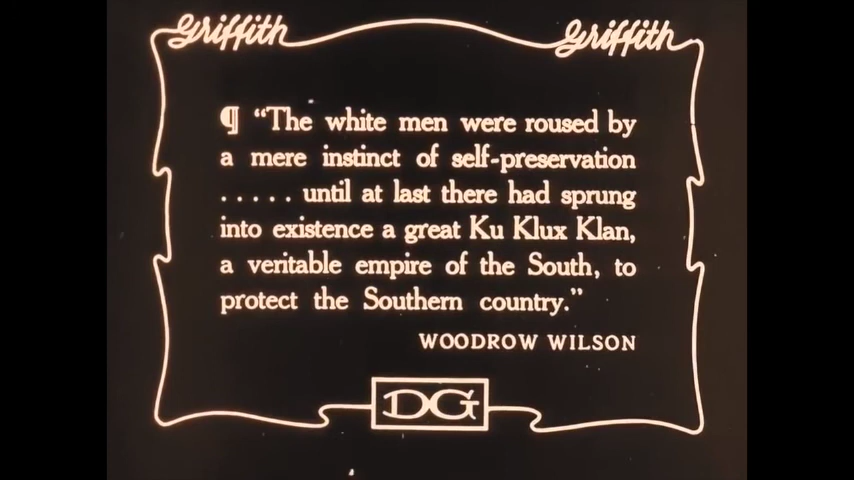 Griffith Griffith
¶ “The white men were roused by
a mere instinct of self-preservation
..... until at last there had sprung
into existence a great Ku Klux Klan,
a veritable empire of the South, to
protect the Southern country.”
WOODROW WILSON
DG